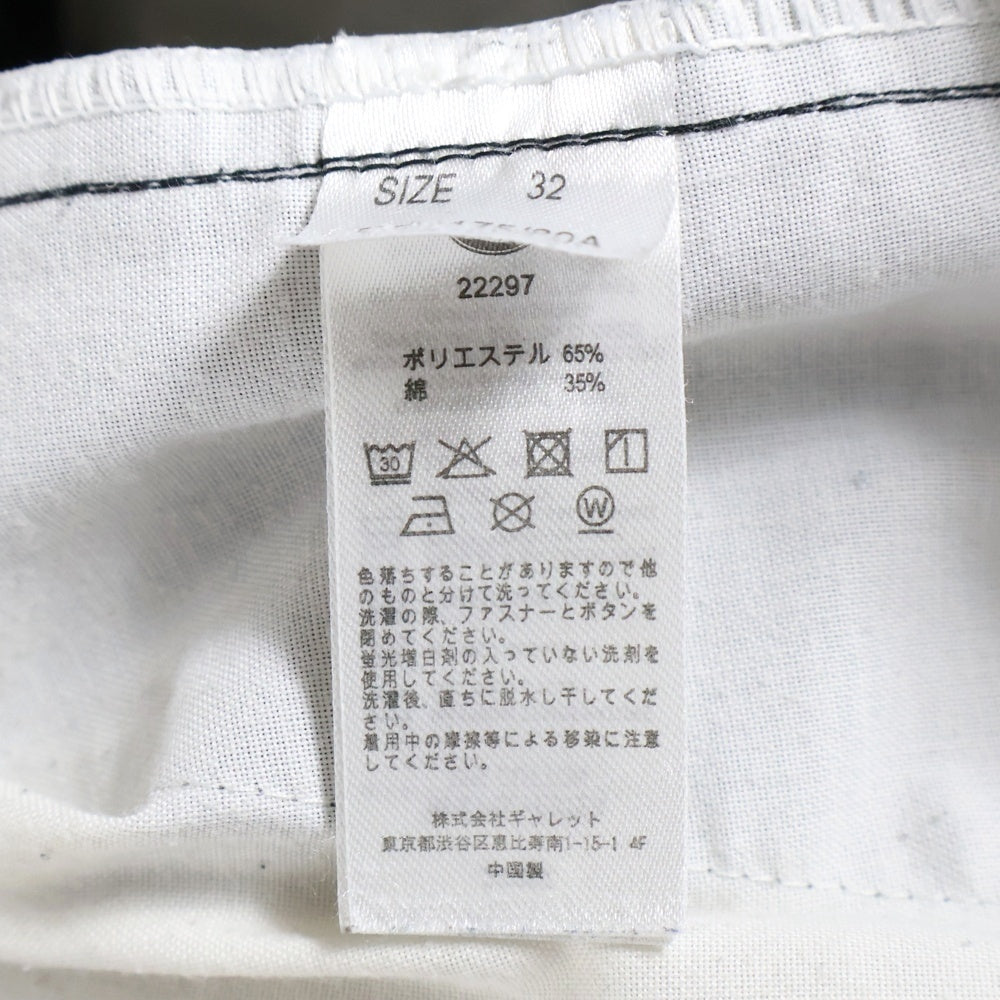 SIZE 32
22297
ポリエステル 65%
綿 35%
30
1
W
色落ちすることがありますので他
のものと分けて洗ってください。
洗濯の際、ファスナーとボタンを
閉めてください。
蛍光増白剤の入っていない洗剤を
使用してください。
洗濯後、直ちに脱水し干してくだ
さい。
着用中の摩擦等による移染に注意
してください。
株式会社ギャレット
東京都渋谷区恵比寿南1-15-1 4F
中国製